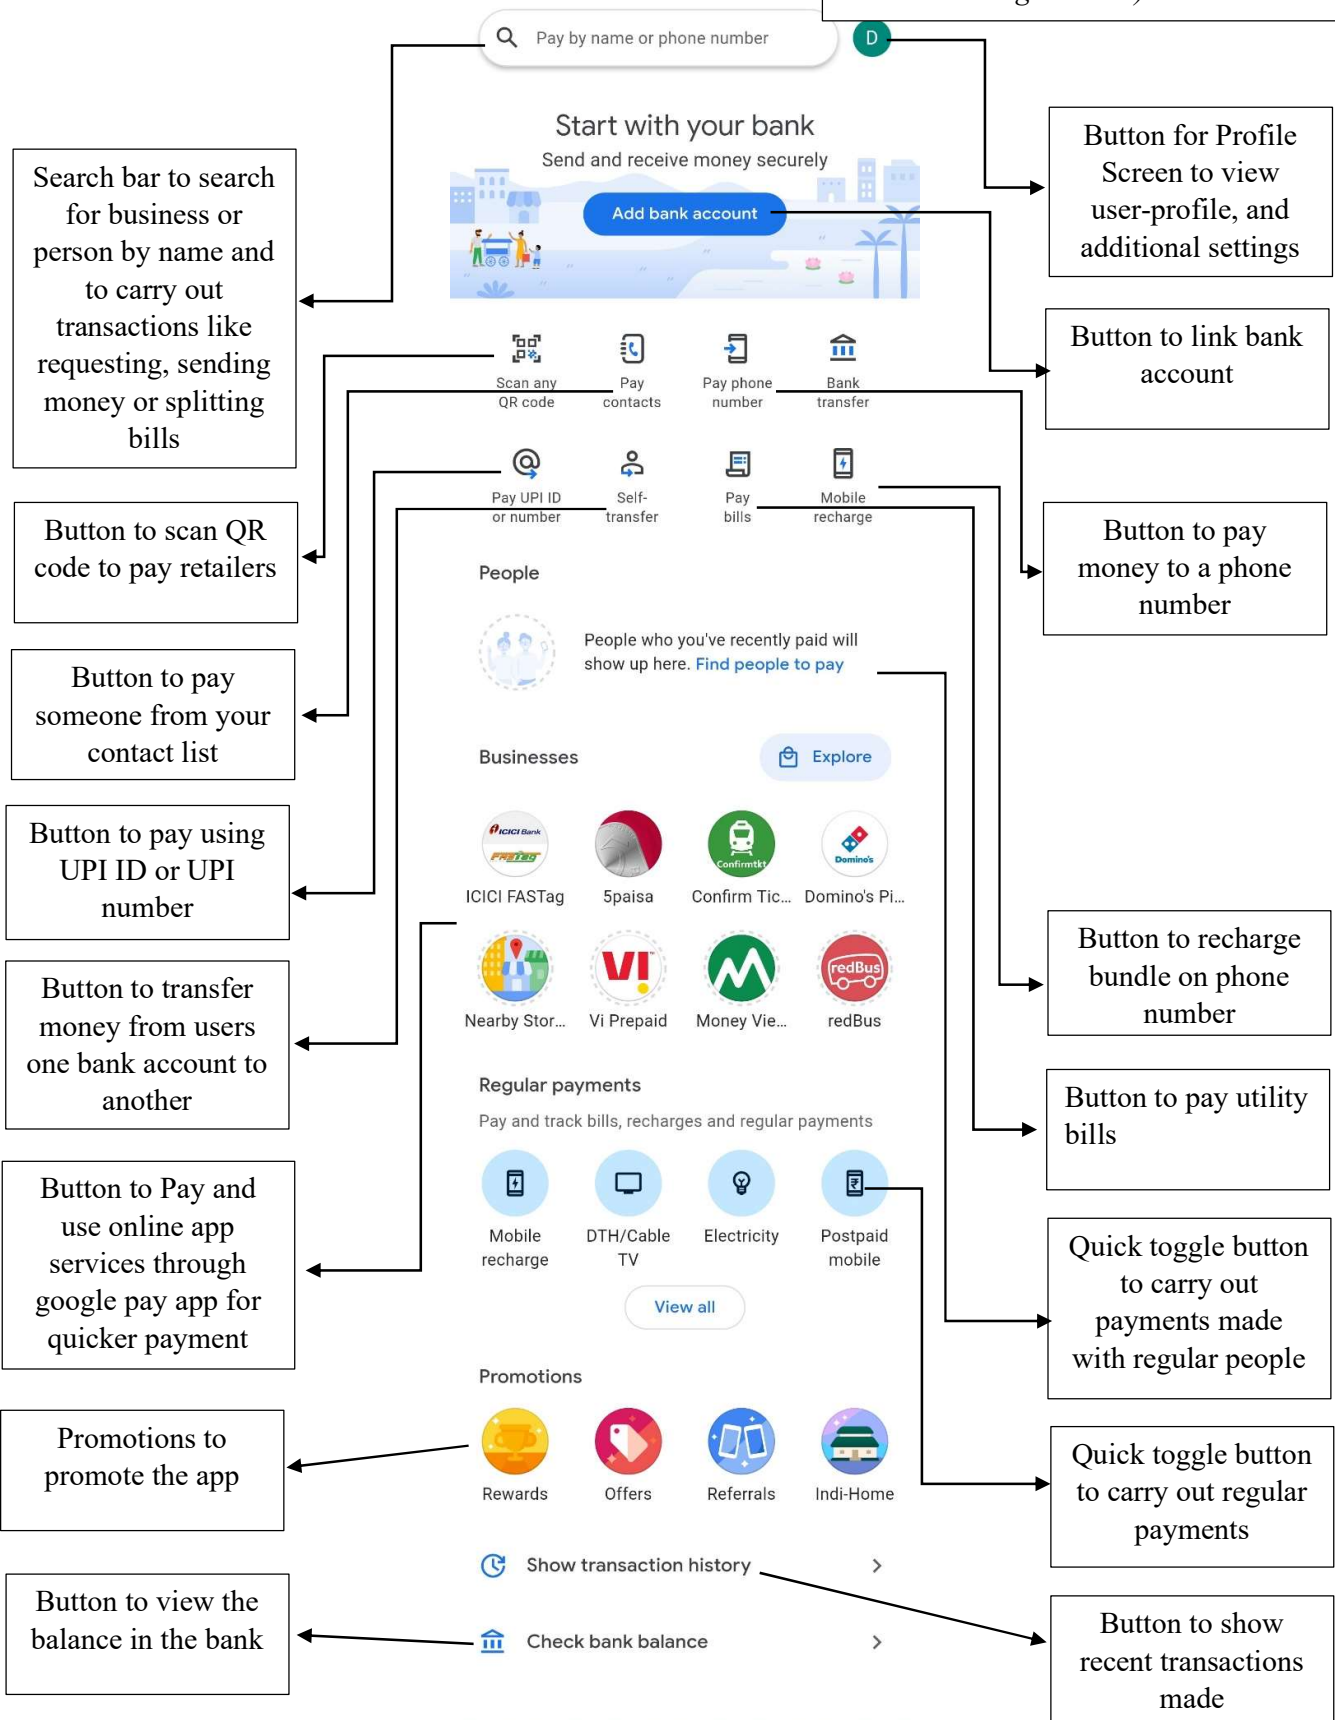 Pay by name or phone number
D
Start with your bank
Send and receive money securely
Add bank account
Button for Profile
Screen to view
user-profile, and
additional settings
Search bar to search
for business or
person by name and
to carry out
transactions like
requesting, sending
money or splitting
bills
Button to link bank
account
Scan any
QR code
Pay
contacts
Pay phone
number
Bank
transfer
Pay UPI ID
or number
Self-
transfer
Pay
bills
Mobile
recharge
Button to scan QR
code to pay retailers
Button to pay
money to a phone
number
People
People who you've recently paid will
show up here. Find people to pay
Button to pay
someone from your
contact list
Businesses
Explore
Button to pay using
UPI ID or UPI
number
ICICI Bank
FASTag
Confirmtkt
Domino's
ICICI FASTag
5paisa
Confirm Tic...
Domino's Pi...
VI
redBus
Nearby Stor...
Vi Prepaid
Money Vie...
redBus
Button to recharge
bundle on phone
number
Button to transfer
money from users
one bank account to
another
Regular payments
Pay and track bills, recharges and regular payments
Button to pay utility
bills
Mobile
recharge
DTH/Cable
TV
Electricity
₹
Postpaid
mobile
View all
Button to Pay and
use online app
services through
google pay app for
quicker payment
Quick toggle button
to carry out
payments made
with regular people
Promotions
Rewards
Offers
Referrals
Indi-Home
Promotions to
promote the app
Quick toggle button
to carry out regular
payments
Show transaction history
Check bank balance
Button to view the
balance in the bank
Button to show
recent transactions
made